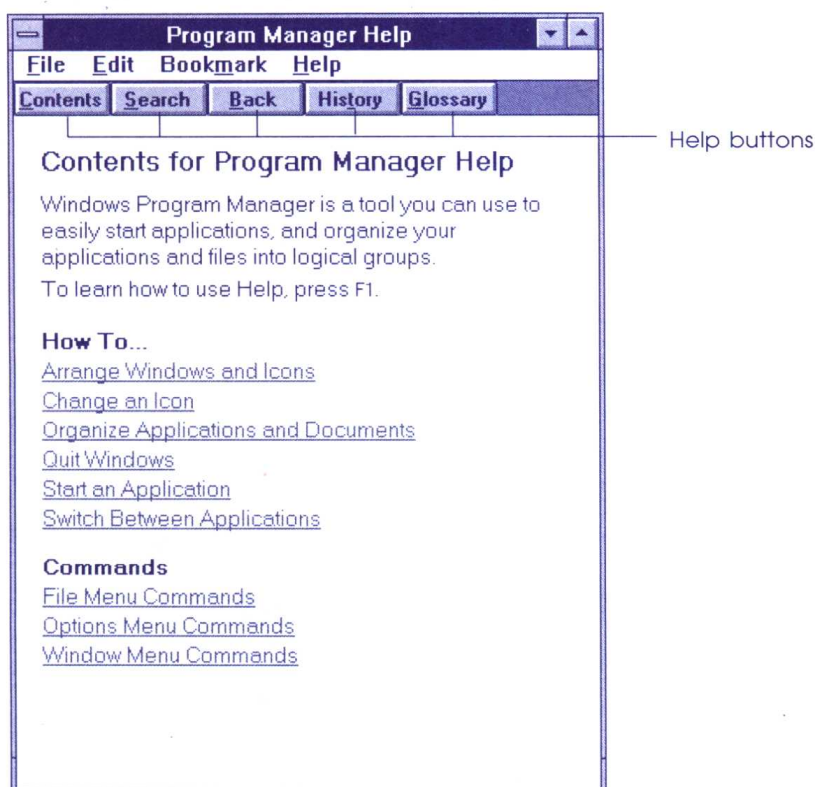 Program Manager Help
File Edit Bookmark Help
Contents Search Back History Glossary
Help buttons
Contents for Program Manager Help
Windows Program Manager is a tool you can use to
easily start applications, and organize your
applications and files into logical groups.
To learn how to use Help, press F1.
How To...
Arrange Windows and Icons
Change an Icon
Organize Applications and Documents
Quit Windows
Start an Application
Switch Between Applications
Commands
File Menu Commands
Options Menu Commands
Window Menu Commands